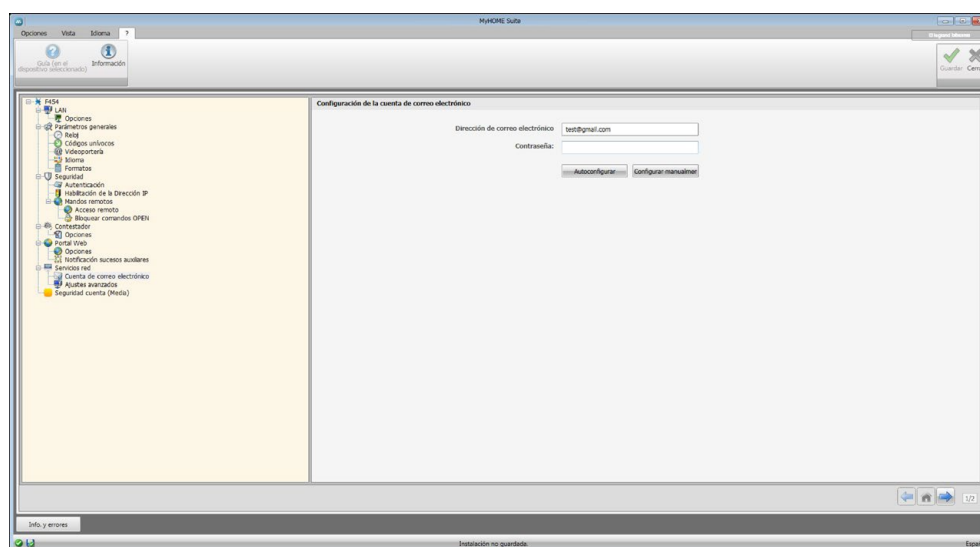 MyHOME Suite
Opciones Vista Idioma ?
Guía (en el
dispositivo seleccionado)
Información
Guardar
F454
LAN
Opciones
Parámetros generales
Reloj
Códigos unívocos
Videoportería
Idioma
Formatos
Seguridad
Autenticación
Habilitación de la Dirección IP
Mandos remotos
Acceso remoto
Bloquear comandos OPEN
Contestador
Opciones
Portal Web
Opciones
Notificación sucesos auxiliares
Servicios red
Cuenta de correo electrónico
Ajustes avanzados
Seguridad cuenta (Media)
Configuración de la cuenta de correo electrónico
Dirección de correo electrónico test@gmail.com
Contraseña:
Autoconfigurar Configurar manualmer
1/2
Info. y errores
Instalación no guardada.